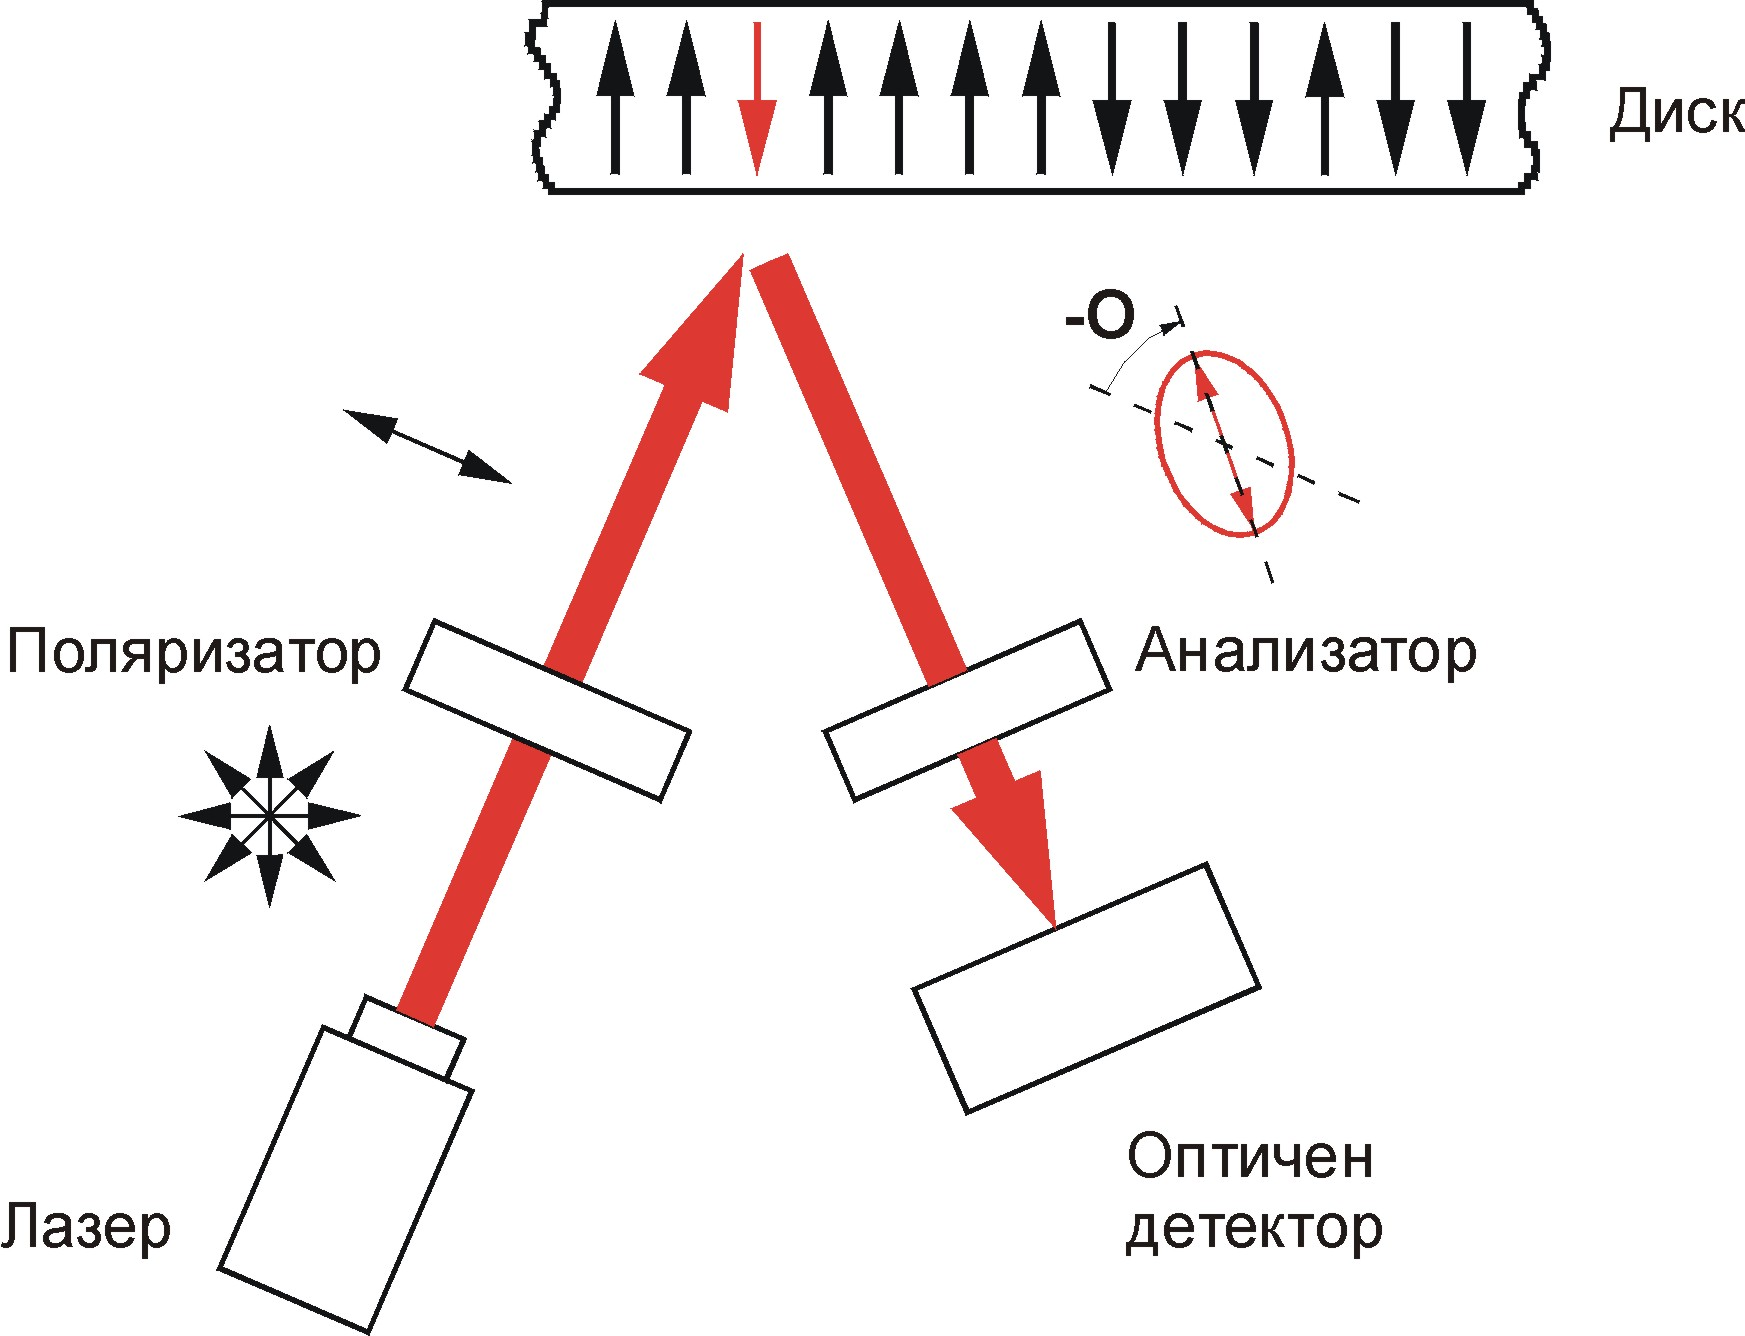 Диск
-О
Поляризатор
Анализатор
Оптичен
детектор
Лазер